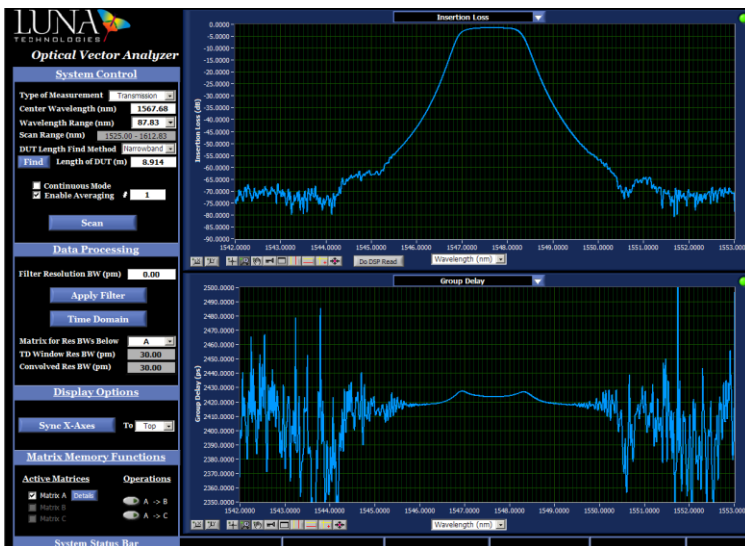 LUNA
TECHNOLOGIES
Optical Vector Analyzer
System Control
Type of Measurement Transmission
Center Wavelength (nm) 1567.68
Wavelength Range (nm) 87.83
Scan Range (nm) 1525.00 - 1612.83
DUT Length Find Method Narrowband
Find Length of DUT (m) 8.914
Continuous Mode
Enable Averaging # 1
Scan
Data Processing
Filter Resolution BW (pm) 0.00
Apply Filter
Time Domain
Matrix for Res BWs Below A
TD Window Res BW (pm) 30.00
Convolved Res BW (pm) 30.00
Display Options
Sync X-Axes To Top
Matrix Memory Functions
Active Matrices Operations
Matrix A Details
Matrix B A -> B
Matrix C A -> C
System Status Bar
Insertion Loss
Insertion Loss (dB)
0.0000
-5.0000
-10.0000
-15.0000
-20.0000
-25.0000
-30.0000
-35.0000
-40.0000
-45.0000
-50.0000
-55.0000
-60.0000
-65.0000
-70.0000
-75.0000
-80.0000
-85.0000
-90.0000
1542.0000 1543.0000 1544.0000 1545.0000 1546.0000 1547.0000 1548.0000 1549.0000 1550.0000 1551.0000 1552.0000 1553.0000
Do DSP Read Wavelength (nm)
Group Delay
Group Delay (ps)
2500.0000
2490.0000
2480.0000
2470.0000
2460.0000
2450.0000
2440.0000
2430.0000
2420.0000
2410.0000
2400.0000
2390.0000
2380.0000
2370.0000
2360.0000
2350.0000
1542.0000 1543.0000 1544.0000 1545.0000 1546.0000 1547.0000 1548.0000 1549.0000 1550.0000 1551.0000 1552.0000 1553.0000
Wavelength (nm)